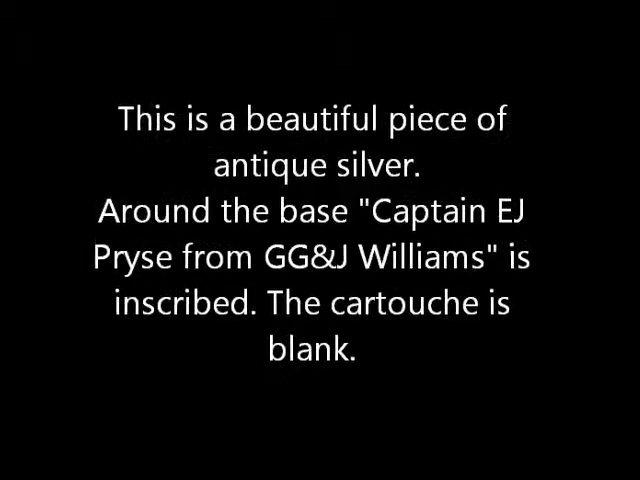 This is a beautiful piece of
antique silver.
Around the base "Captain EJ
Pryse from GG&J Williams" is
inscribed. The cartouche is
blank.